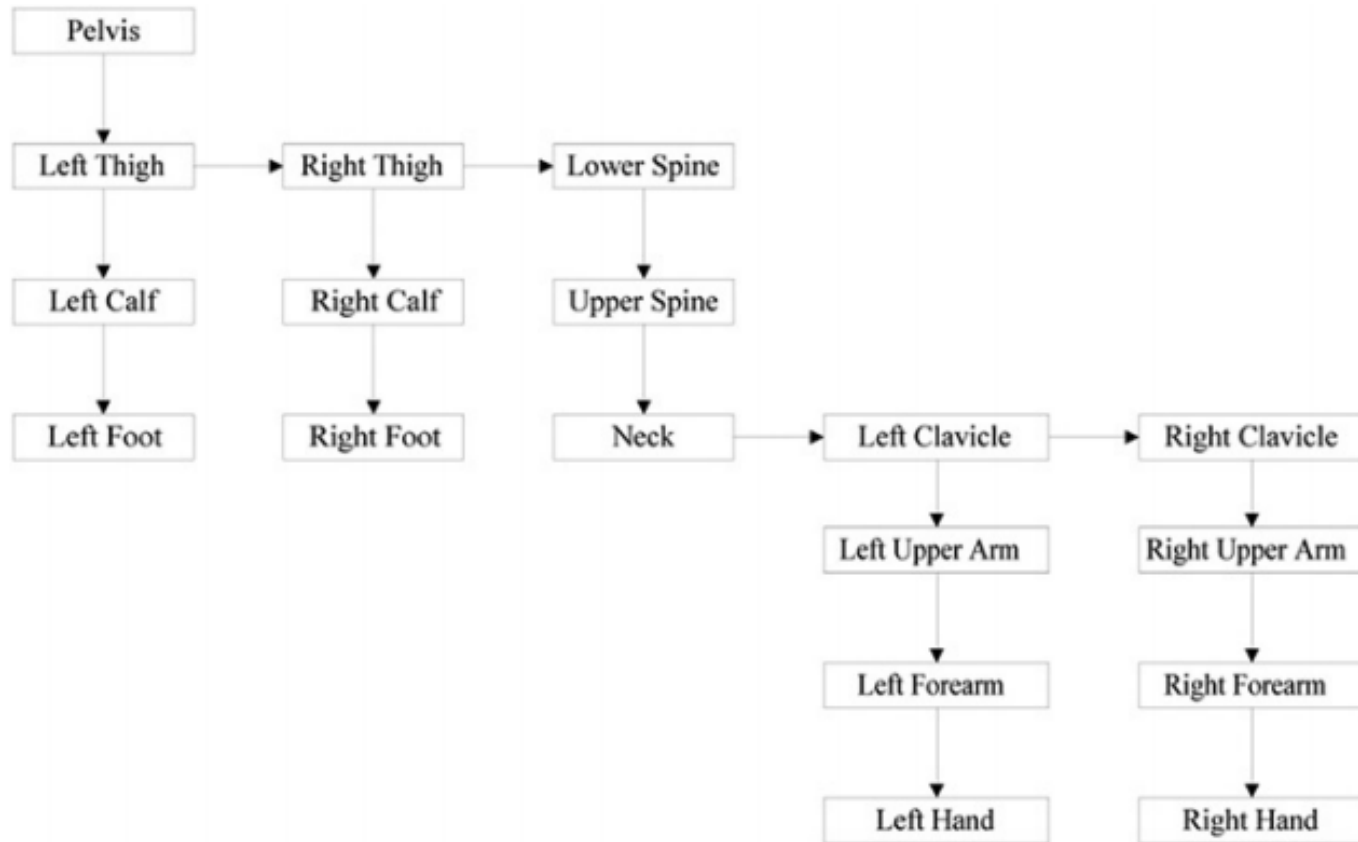 Pelvis
Left Thigh
Right Thigh
Lower Spine
Left Calf
Right Calf
Upper Spine
Left Foot
Right Foot
Neck
Left Clavicle
Right Clavicle
Left Upper Arm
Right Upper Arm
Left Forearm
Right Forearm
Left Hand
Right Hand